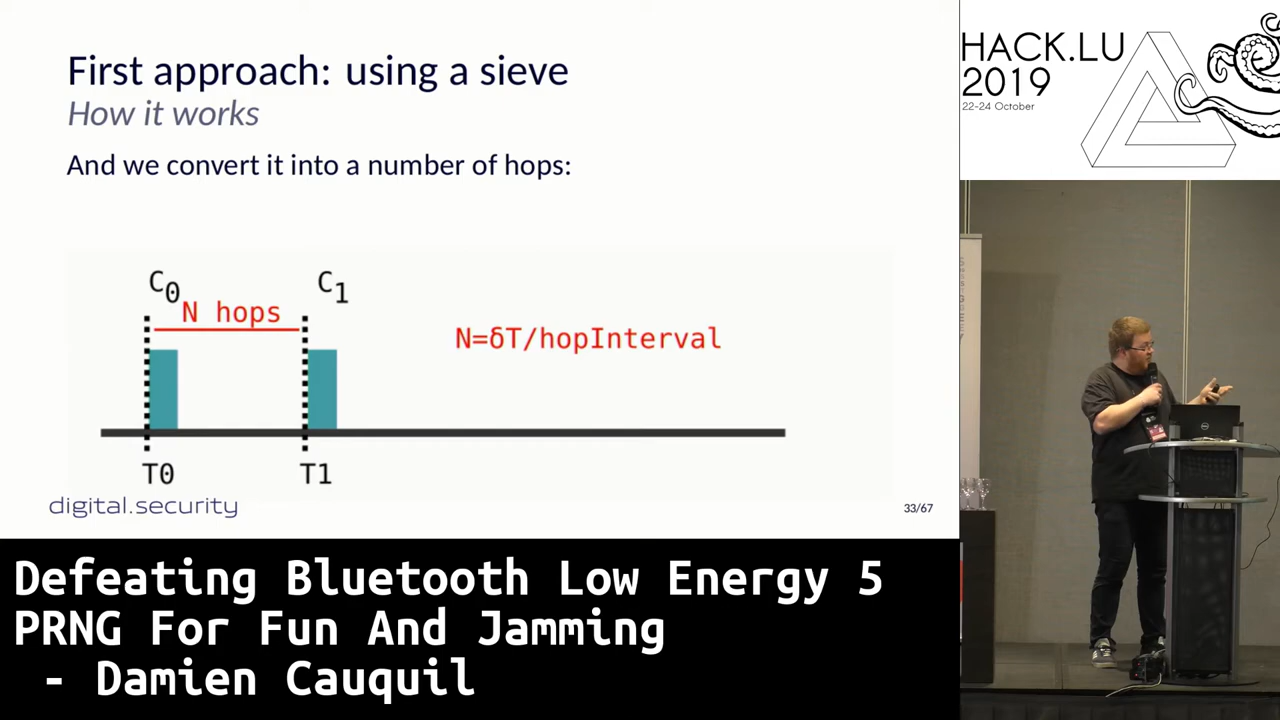 First approach: using a sieve
How it works
And we convert it into a number of hops:
C0
C1
N hops
N=δT/hopInterval
T0
T1
digital.security
33/67
HACK.LU
2019
22-24 October
Defeating Bluetooth Low Energy 5
PRNG For Fun And Jamming
- Damien Cauquil